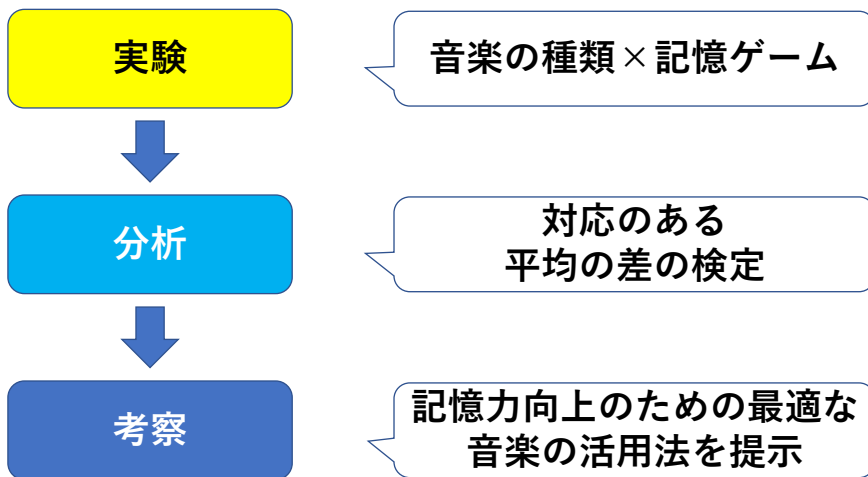 実験
音楽の種類×記憶ゲーム
分析
対応のある
平均の差の検定
考察
記憶力向上のための最適な
音楽の活用法を提示